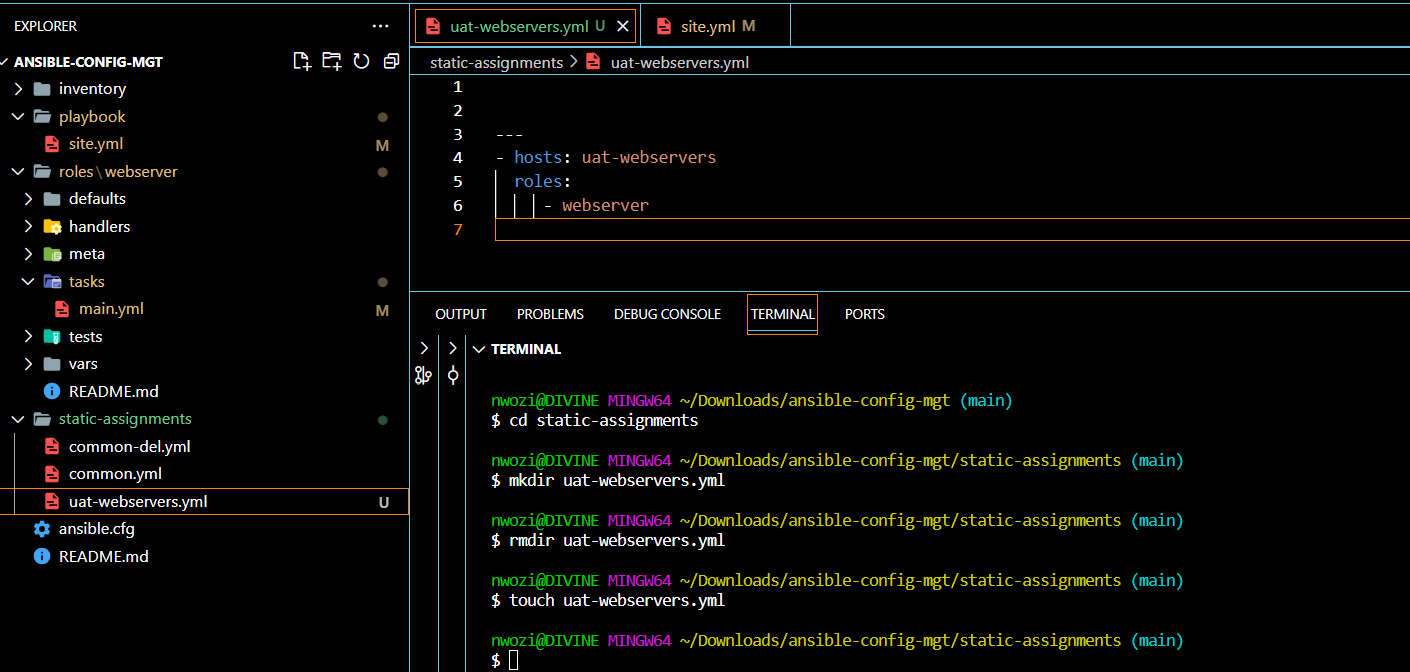 EXPLORER
ANSIBLE-CONFIG-MGT
inventory
playbook
site.yml M
roles\webserver
defaults
handlers
meta
tasks
main.yml M
tests
vars
README.md
static-assignments
common-del.yml
common.yml
uat-webservers.yml U
ansible.cfg
README.md
uat-webservers.yml U
site.yml M
static-assignments > uat-webservers.yml
1
2
3 ---
4 - hosts: uat-webservers
5 roles:
6 - webserver
7
OUTPUT PROBLEMS DEBUG CONSOLE TERMINAL PORTS
TERMINAL
nwozi@DIVINE MINGW64 ~/Downloads/ansible-config-mgt (main)
$ cd static-assignments
nwozi@DIVINE MINGW64 ~/Downloads/ansible-config-mgt/static-assignments (main)
$ mkdir uat-webservers.yml
nwozi@DIVINE MINGW64 ~/Downloads/ansible-config-mgt/static-assignments (main)
$ rmdir uat-webservers.yml
nwozi@DIVINE MINGW64 ~/Downloads/ansible-config-mgt/static-assignments (main)
$ touch uat-webservers.yml
nwozi@DIVINE MINGW64 ~/Downloads/ansible-config-mgt/static-assignments (main)
$